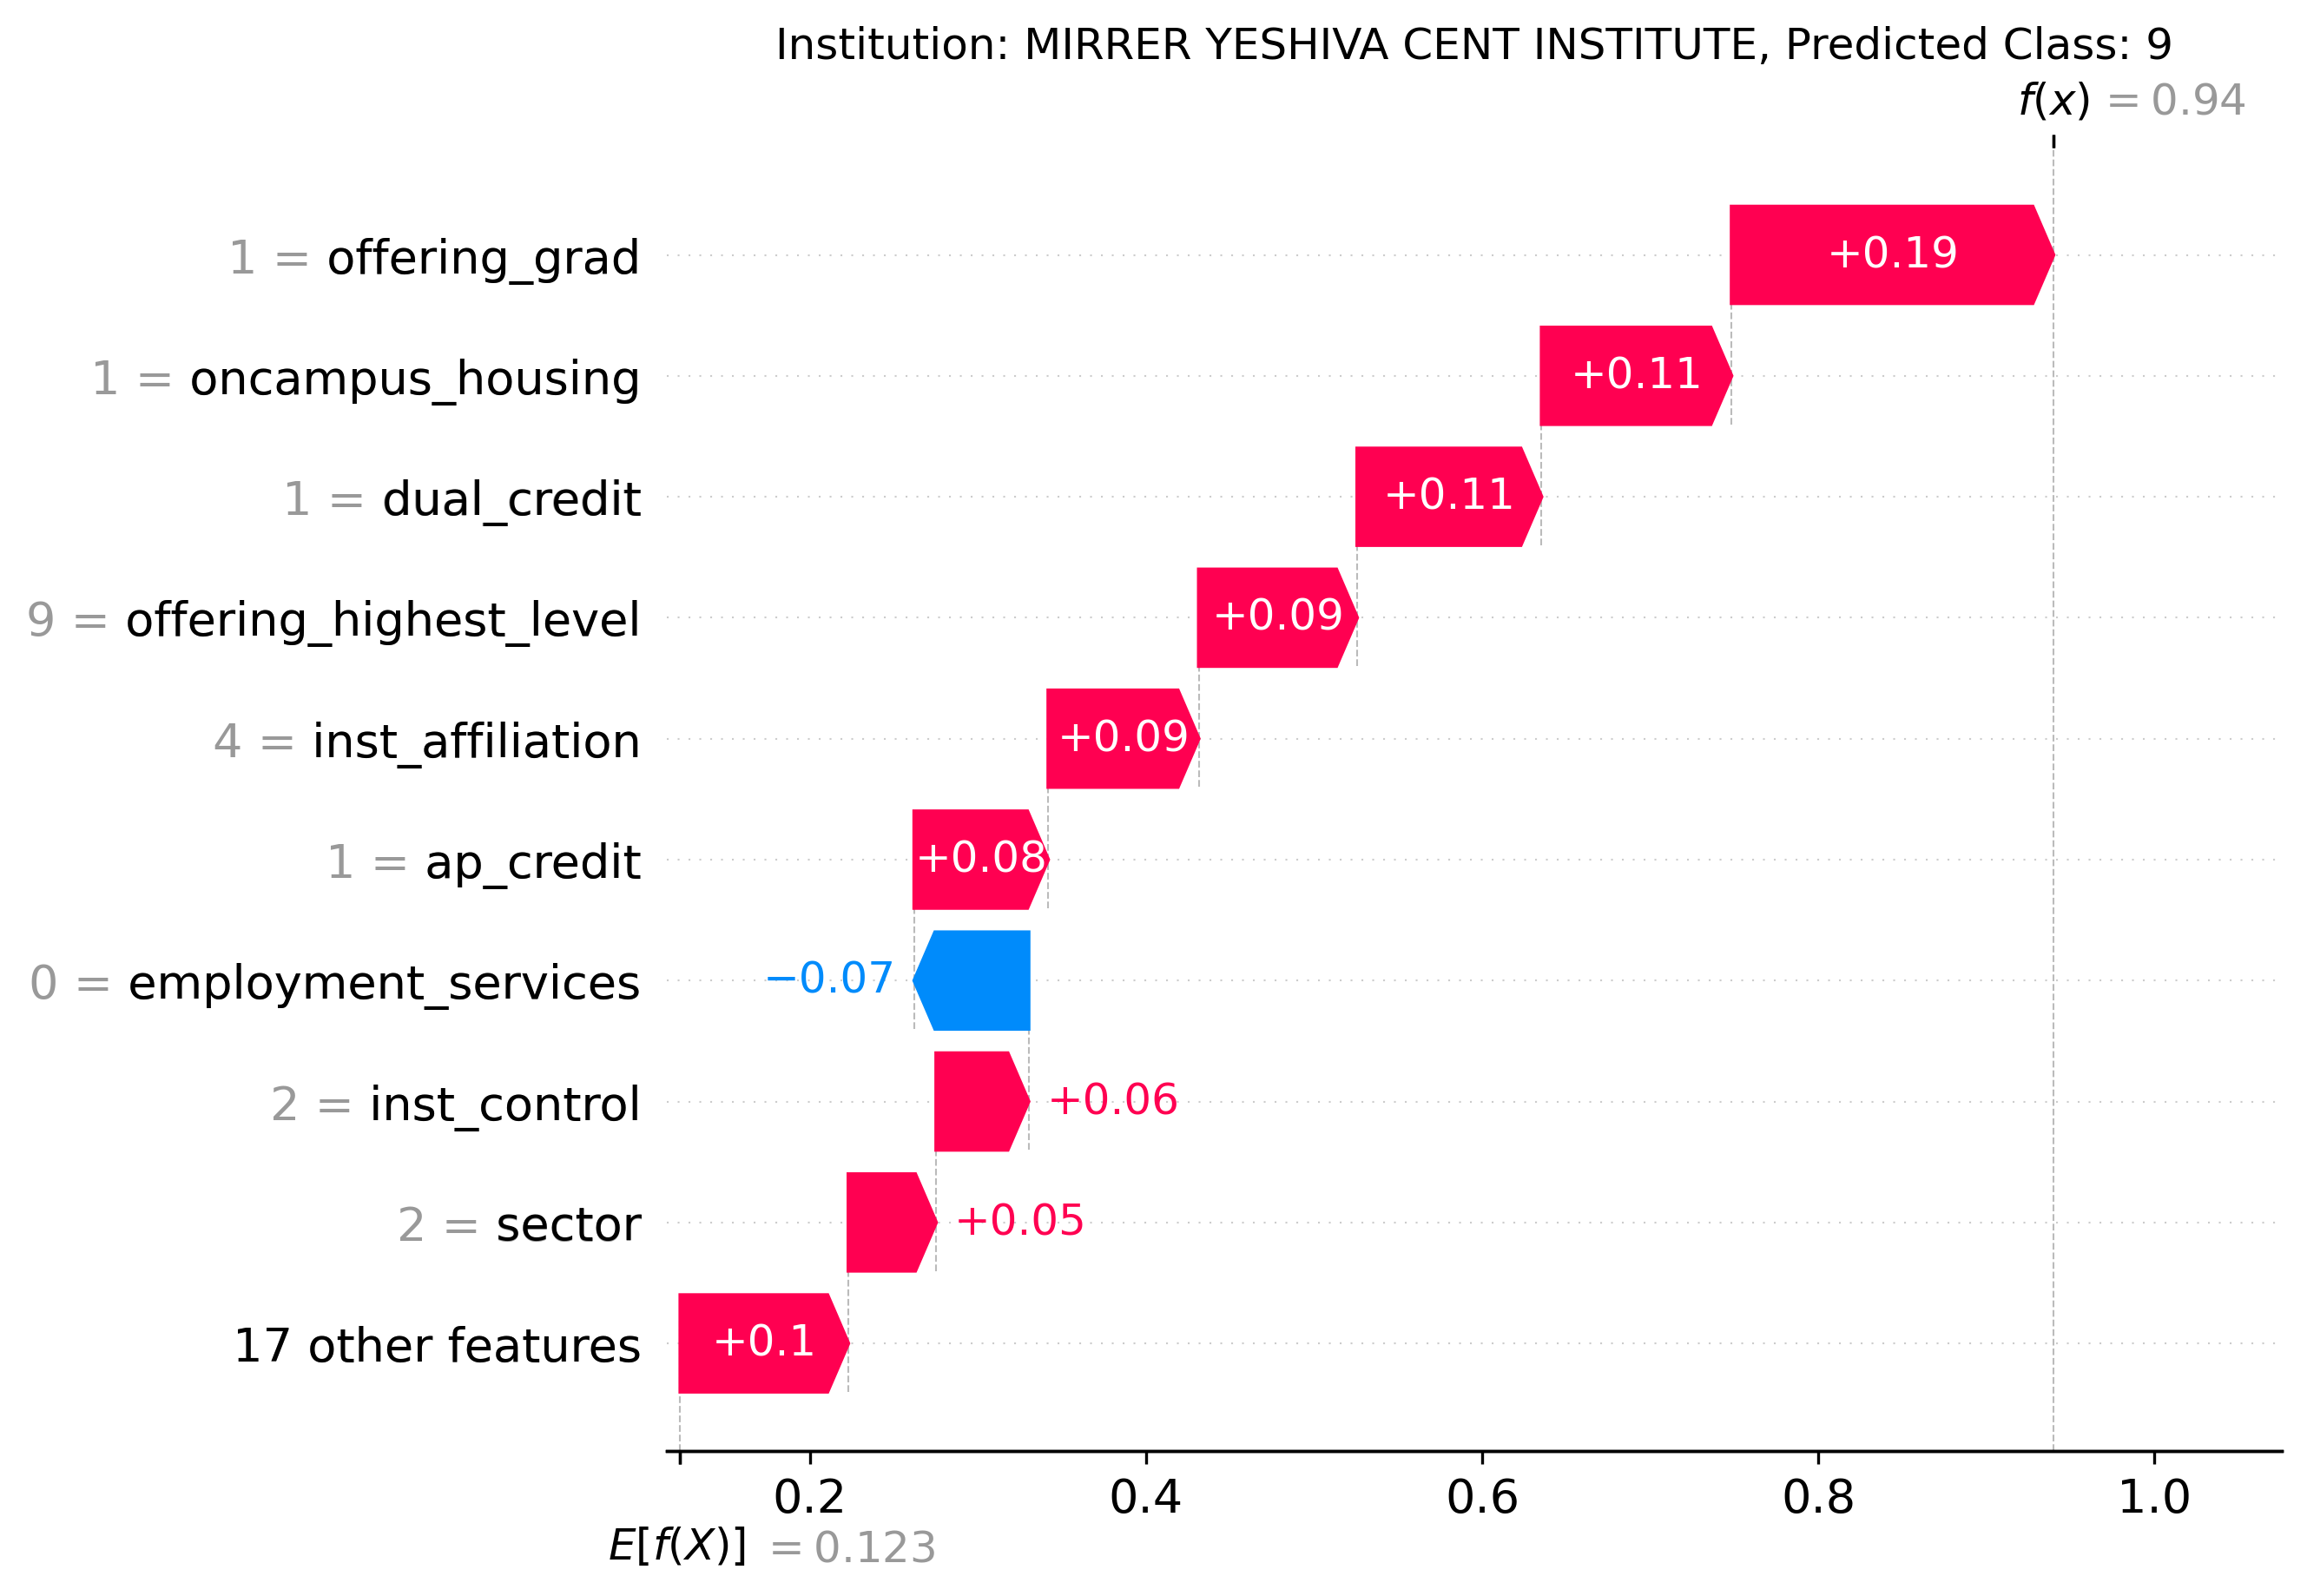 Institution: MIRRER YESHIVA CENT INSTITUTE, Predicted Class: 9
f(x) = 0.94
1 = offering_grad +0.19
1 = oncampus_housing +0.11
1 = dual_credit +0.11
9 = offering_highest_level +0.09
4 = inst_affiliation +0.09
1 = ap_credit +0.08
0 = employment_services −0.07
2 = inst_control +0.06
2 = sector +0.05
17 other features +0.1
0.2 0.4 0.6 0.8 1.0
E[f(X)] = 0.123